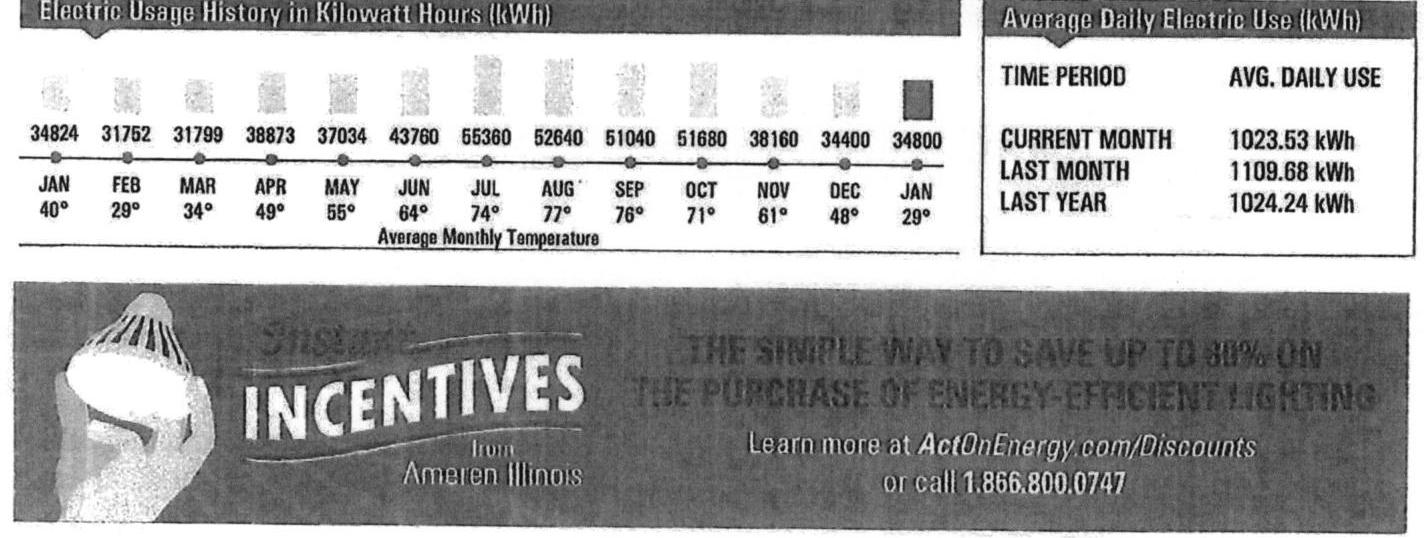 Electric Usage History in Kilowatt Hours (kWh)
34824 31752 31799 38873 37034 43760 55360 52640 51040 51680 38160 34400 34800
JAN FEB MAR APR MAY JUN JUL AUG SEP OCT NOV DEC JAN
40° 29° 34° 49° 55° 64° 74° 77° 76° 71° 61° 48° 29°
Average Monthly Temperature
Average Daily Electric Use (kWh)
TIME PERIOD AVG. DAILY USE
CURRENT MONTH 1023.53 kWh
LAST MONTH 1109.68 kWh
LAST YEAR 1024.24 kWh
Instant
INCENTIVES
from
Ameren Illinois
THE SIMPLE WAY TO SAVE UP TO 80% ON
THE PURCHASE OF ENERGY-EFFICIENT LIGHTING
Learn more at ActOnEnergy.com/Discounts
or call 1.866.800.0747